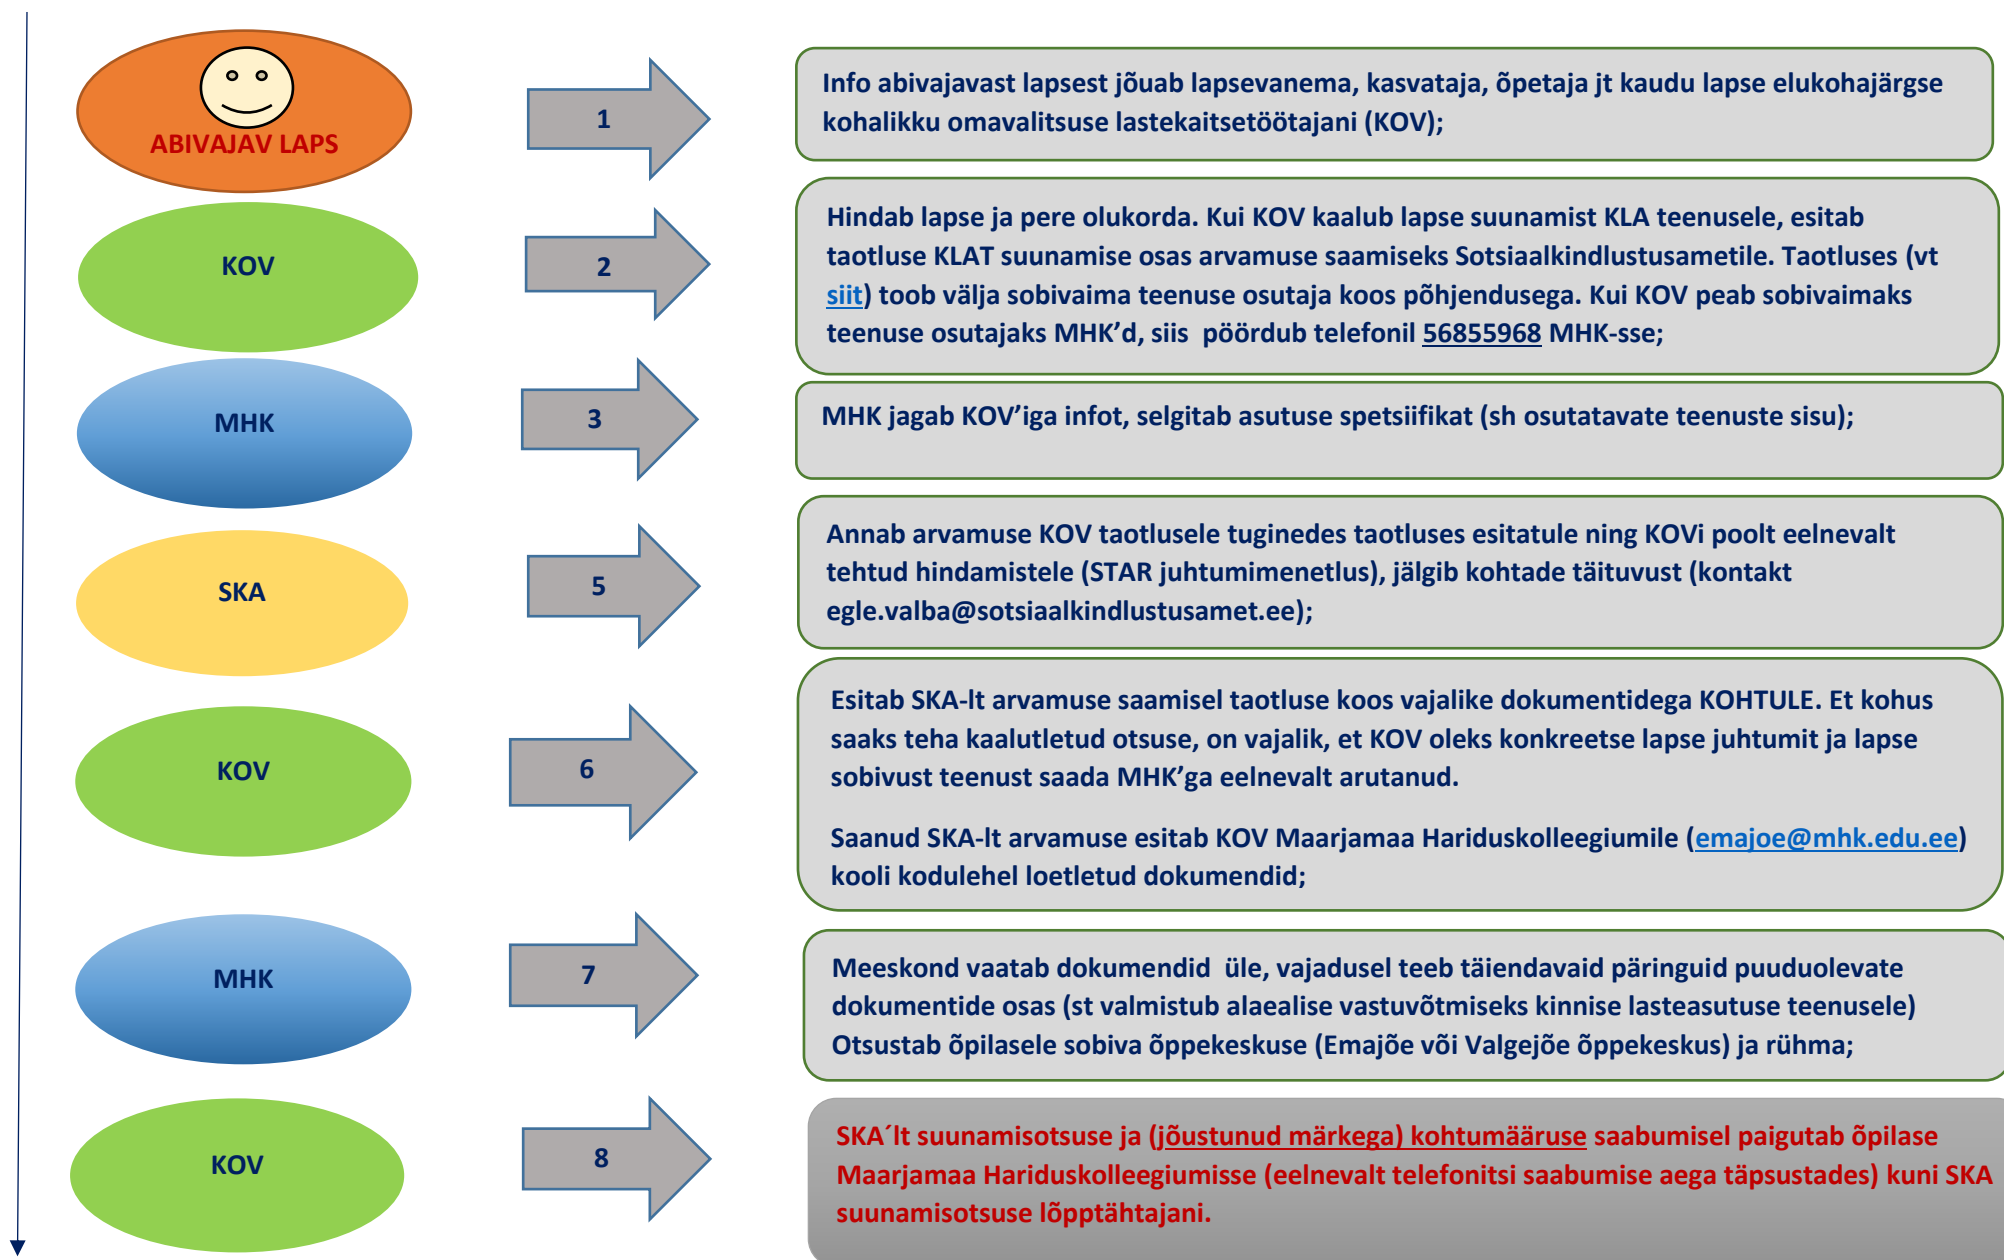 ABIVAJAV LAPS
1
Info abivajavast lapsest jõuab lapsevanema, kasvataja, õpetaja jt kaudu lapse elukohajärgse
kohalikku omavalitsuse lastekaitsetöötajani (KOV);
KOV
2
Hindab lapse ja pere olukorda. Kui KOV kaalub lapse suunamist KLA teenusele, esitab
taotluse KLAT suunamise osas arvamuse saamiseks Sotsiaalkindlustusametile. Taotluses (vt
siit) toob välja sobivaima teenuse osutaja koos põhjendusega. Kui KOV peab sobivaimaks
teenuse osutajaks MHK’d, siis  pöördub telefonil 56855968 MHK-sse;
MHK
3
MHK jagab KOV’iga infot, selgitab asutuse spetsiifikat (sh osutatavate teenuste sisu);
SKA
5
Annab arvamuse KOV taotlusele tuginedes taotluses esitatule ning KOVi poolt eelnevalt
tehtud hindamistele (STAR juhtumimenetlus), jälgib kohtade täituvust (kontakt
egle.valba@sotsiaalkindlustusamet.ee);
KOV
6
Esitab SKA-lt arvamuse saamisel taotluse koos vajalike dokumentidega KOHTULE. Et kohus
saaks teha kaalutletud otsuse, on vajalik, et KOV oleks konkreetse lapse juhtumit ja lapse
sobivust teenust saada MHK’ga eelnevalt arutanud.
Saanud SKA-lt arvamuse esitab KOV Maarjamaa Hariduskolleegiumile (emajoe@mhk.edu.ee)
kooli kodulehel loetletud dokumendid;
MHK
7
Meeskond vaatab dokumendid  üle, vajadusel teeb täiendavaid päringuid puuduolevate
dokumentide osas (st valmistub alaealise vastuvõtmiseks kinnise lasteasutuse teenusele)
Otsustab õpilasele sobiva õppekeskuse (Emajõe või Valgejõe õppekeskus) ja rühma;
KOV
8
SKA´lt suunamisotsuse ja (jõustunud märkega) kohtumääruse saabumisel paigutab õpilase
Maarjamaa Hariduskolleegiumisse (eelnevalt telefonitsi saabumise aega täpsustades) kuni SKA
suunamisotsuse lõpptähtajani.